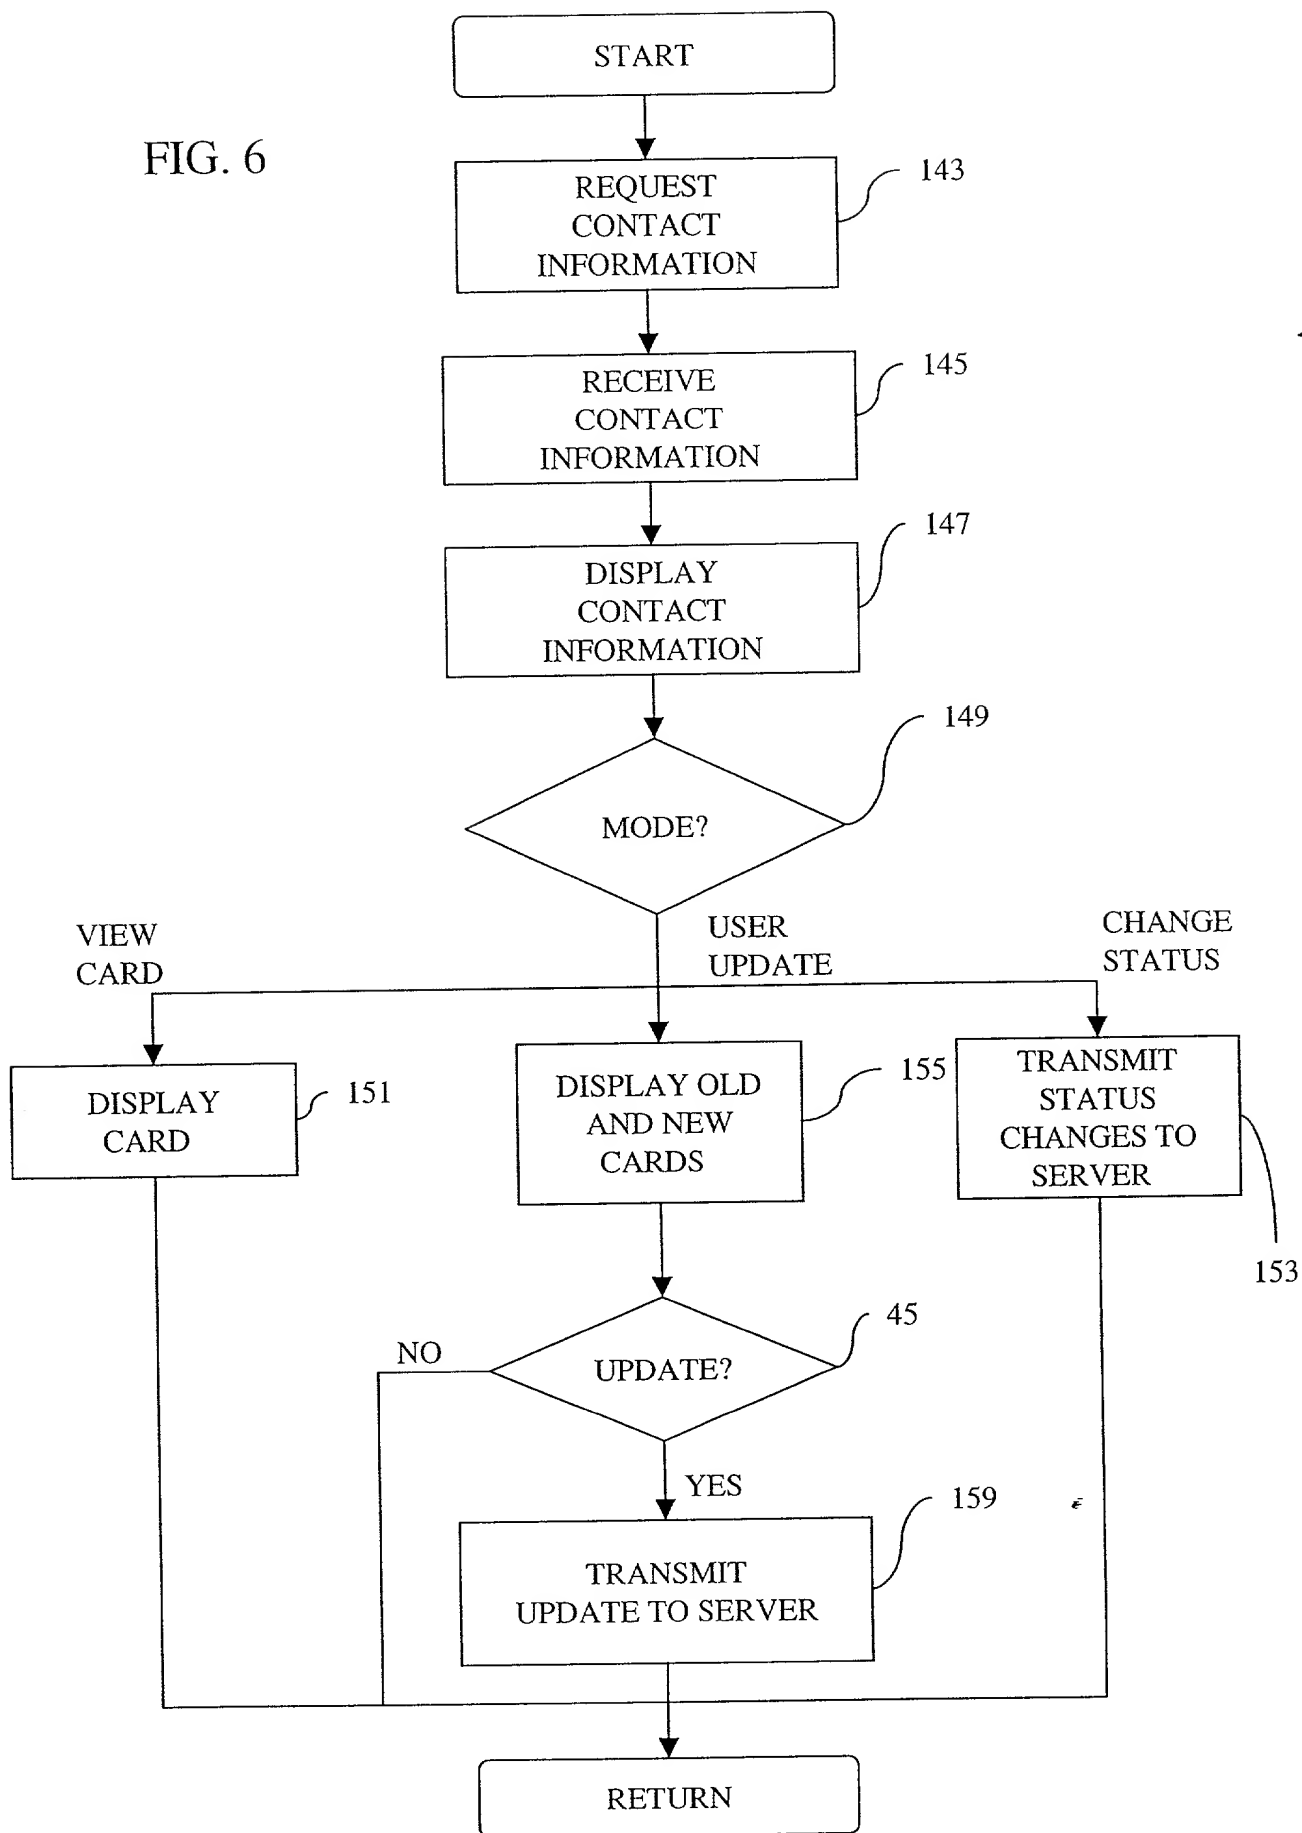 START
FIG. 6
REQUEST
CONTACT
INFORMATION
143
RECEIVE
CONTACT
INFORMATION
145
DISPLAY
CONTACT
INFORMATION
147
MODE?
149
VIEW
CARD
USER
UPDATE
CHANGE
STATUS
DISPLAY
CARD
151
DISPLAY OLD
AND NEW
CARDS
155
TRANSMIT
STATUS
CHANGES TO
SERVER
153
UPDATE?
45
NO
YES
TRANSMIT
UPDATE TO SERVER
159
RETURN